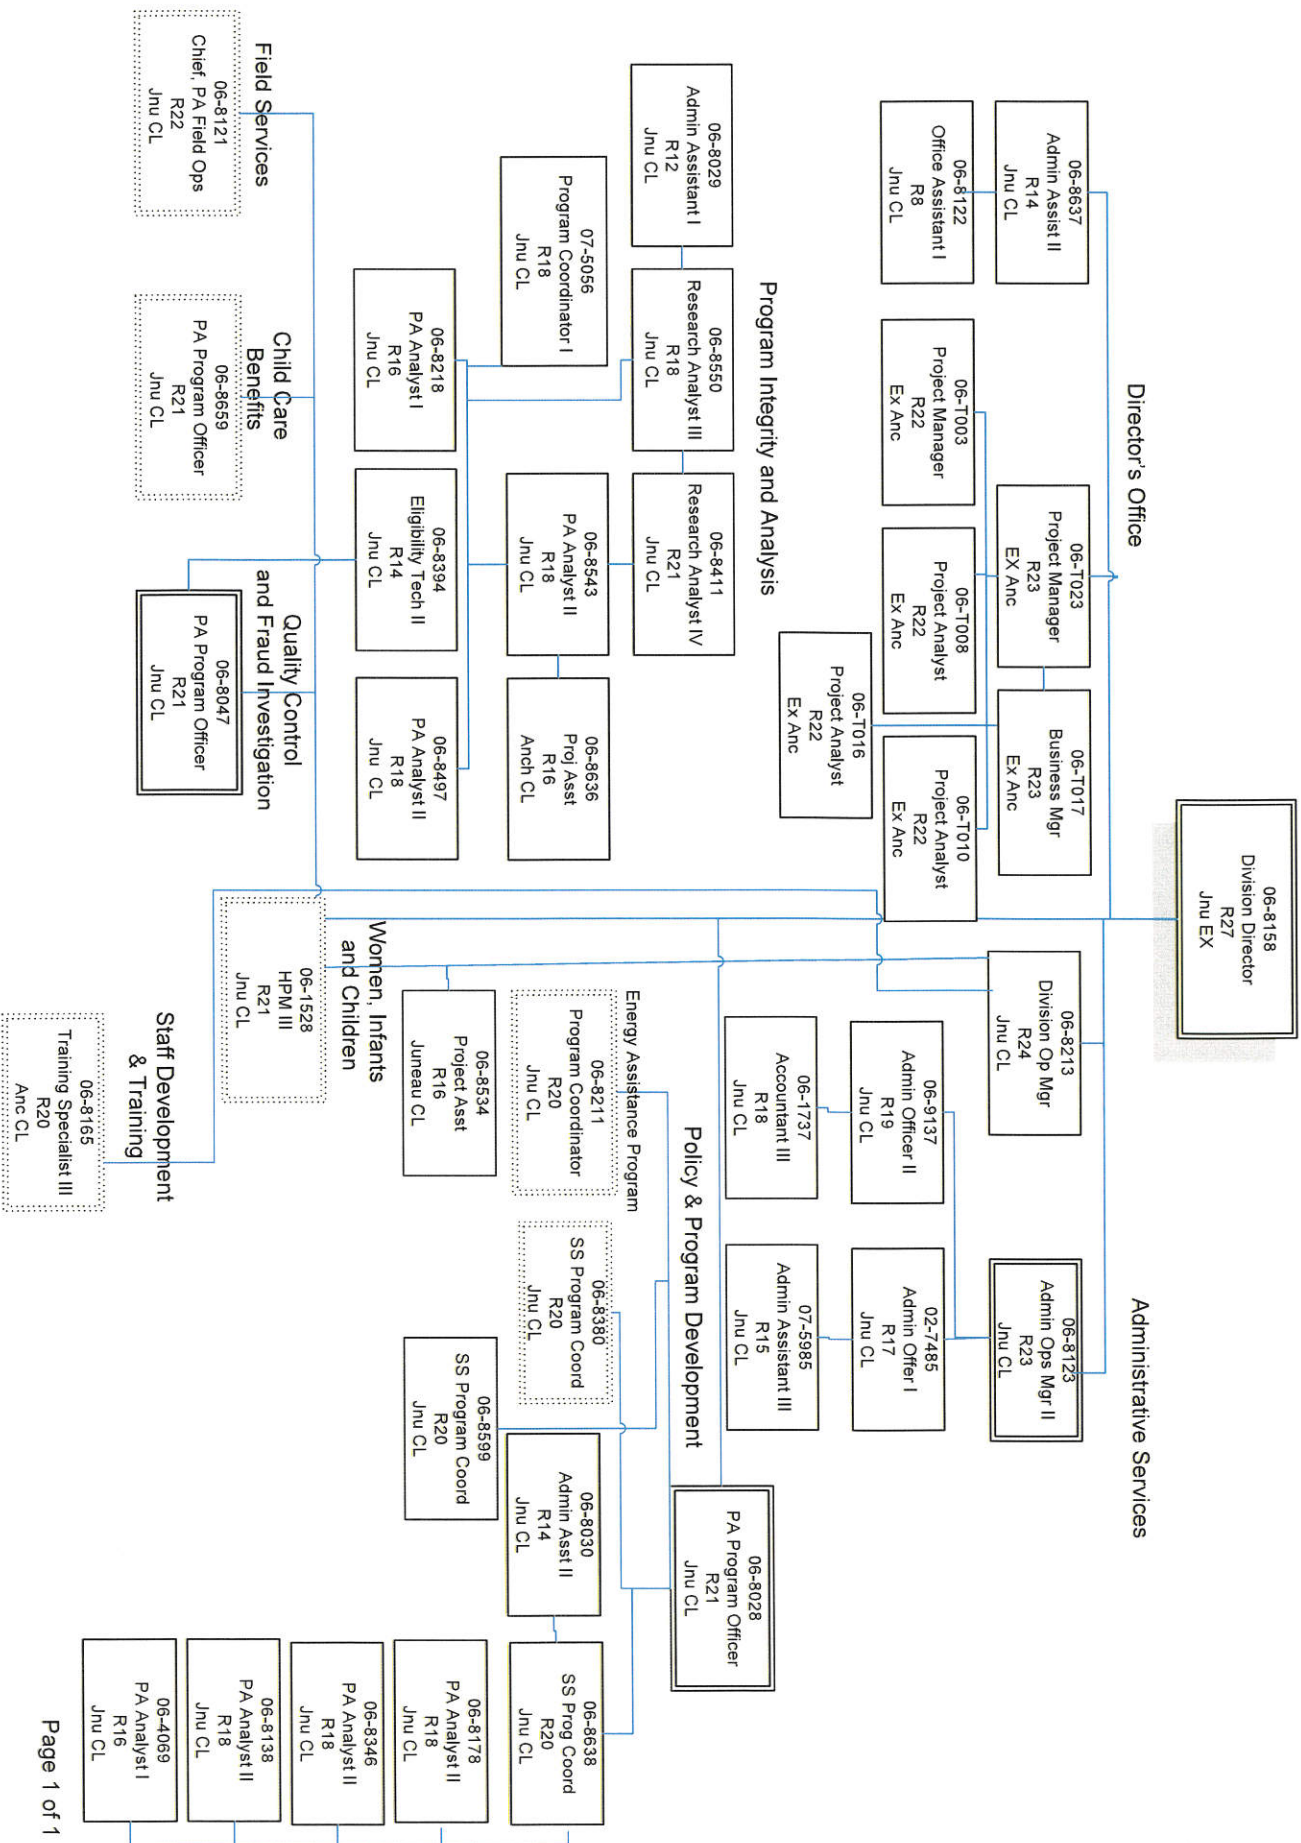 06-8158
Division Director
R27
Jnu EX
Director's Office
06-8637
Admin Assist II
R14
Jnu CL
06-8122
Office Assistant I
R8
Jnu CL
06-T023
Project Manager
R23
EX Anc
06-T017
Business Mgr
R23
Ex Anc
06-T003
Project Manager
R22
Ex Anc
06-T008
Project Analyst
R22
Ex Anc
06-T010
Project Analyst
R22
Ex Anc
06-T016
Project Analyst
R22
Ex Anc
06-8213
Division Op Mgr
R24
Jnu CL
Administrative Services
06-8123
Admin Ops Mgr II
R23
Jnu CL
06-9137
Admin Officer II
R19
Jnu CL
02-7485
Admin Offer I
R17
Jnu CL
06-1737
Accountant III
R18
Jnu CL
07-5985
Admin Assistant III
R15
Jnu CL
Program Integrity and Analysis
06-8029
Admin Assistant I
R12
Jnu CL
06-8550
Research Analyst III
R18
Jnu CL
06-8411
Research Analyst IV
R21
Jnu CL
07-5056
Program Coordinator I
R18
Jnu CL
06-8543
PA Analyst II
R18
Jnu CL
06-8636
Proj Asst
R16
Anch CL
06-8218
PA Analyst I
R16
Jnu CL
06-8394
Eligibility Tech II
R14
Jnu CL
06-8497
PA Analyst II
R18
Jnu CL
Policy & Program Development
06-8028
PA Program Officer
R21
Jnu CL
Energy Assistance Program
06-8211
Program Coordinator
R20
Jnu CL
06-8380
SS Program Coord
R20
Jnu CL
06-8599
SS Program Coord
R20
Jnu CL
06-8030
Admin Asst II
R14
Jnu CL
06-8638
SS Prog Coord
R20
Jnu CL
06-8178
PA Analyst II
R18
Jnu CL
06-8346
PA Analyst II
R18
Jnu CL
06-8138
PA Analyst II
R18
Jnu CL
06-4069
PA Analyst I
R16
Jnu CL
06-8534
Project Asst
R16
Juneau CL
Field Services
06-8121
Chief, PA Field Ops
R22
Jnu CL
Child Care
Benefits
06-8659
PA Program Officer
R21
Jnu CL
Quality Control
and Fraud Investigation
06-8047
PA Program Officer
R21
Jnu CL
Women, Infants
and Children
06-1528
HPM III
R21
Jnu CL
Staff Development
& Training
06-8165
Training Specialist III
R20
Anc CL
Page 1 of 1